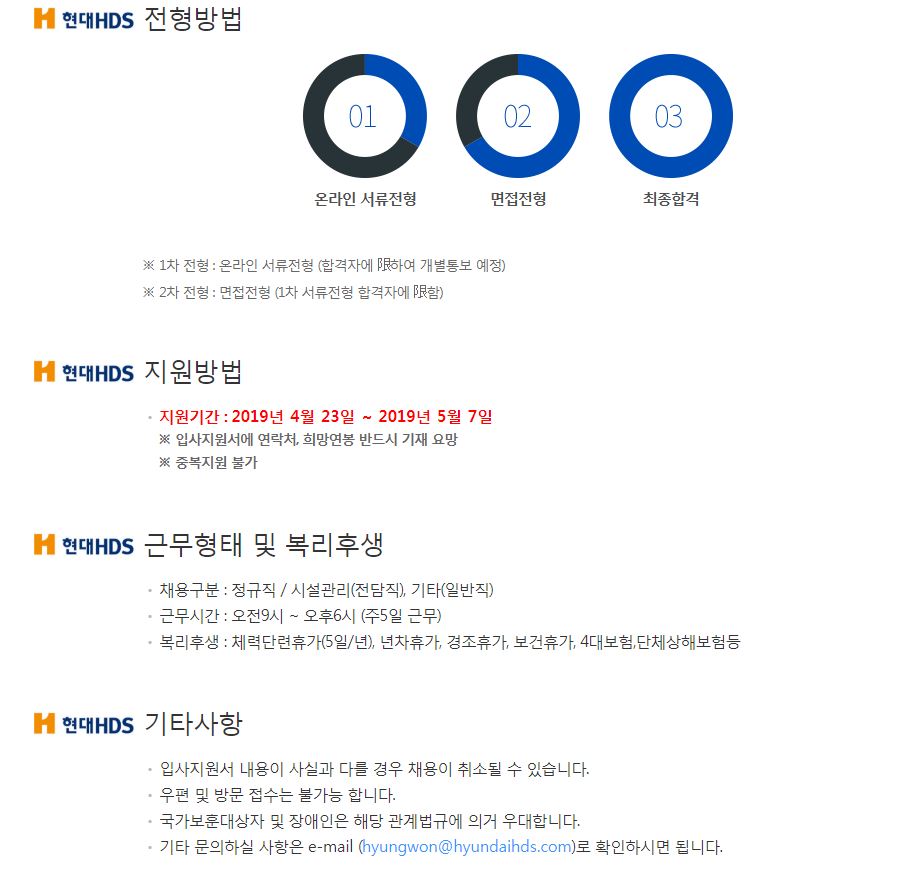 현대HDS 전형방법
01 02 03
온라인 서류전형 면접전형 최종합격
※ 1차 전형 : 온라인 서류전형 (합격자에 限하여 개별통보 예정)
※ 2차 전형 : 면접전형 (1차 서류전형 합격자에 限함)
현대HDS 지원방법
• 지원기간 : 2019년 4월 23일 ~ 2019년 5월 7일
※ 입사지원서에 연락처, 희망연봉 반드시 기재 요망
※ 중복지원 불가
현대HDS 근무형태 및 복리후생
• 채용구분 : 정규직 / 시설관리(전담직), 기타(일반직)
• 근무시간 : 오전9시 ~ 오후6시 (주5일 근무)
• 복리후생 : 체력단련휴가(5일/년), 년차휴가, 경조휴가, 보건휴가, 4대보험,단체상해보험등
현대HDS 기타사항
• 입사지원서 내용이 사실과 다를 경우 채용이 취소될 수 있습니다.
• 우편 및 방문 접수는 불가능 합니다.
• 국가보훈대상자 및 장애인은 해당 관계법규에 의거 우대합니다.
• 기타 문의하실 사항은 e-mail (hyungwon@hyundaihds.com)로 확인하시면 됩니다.